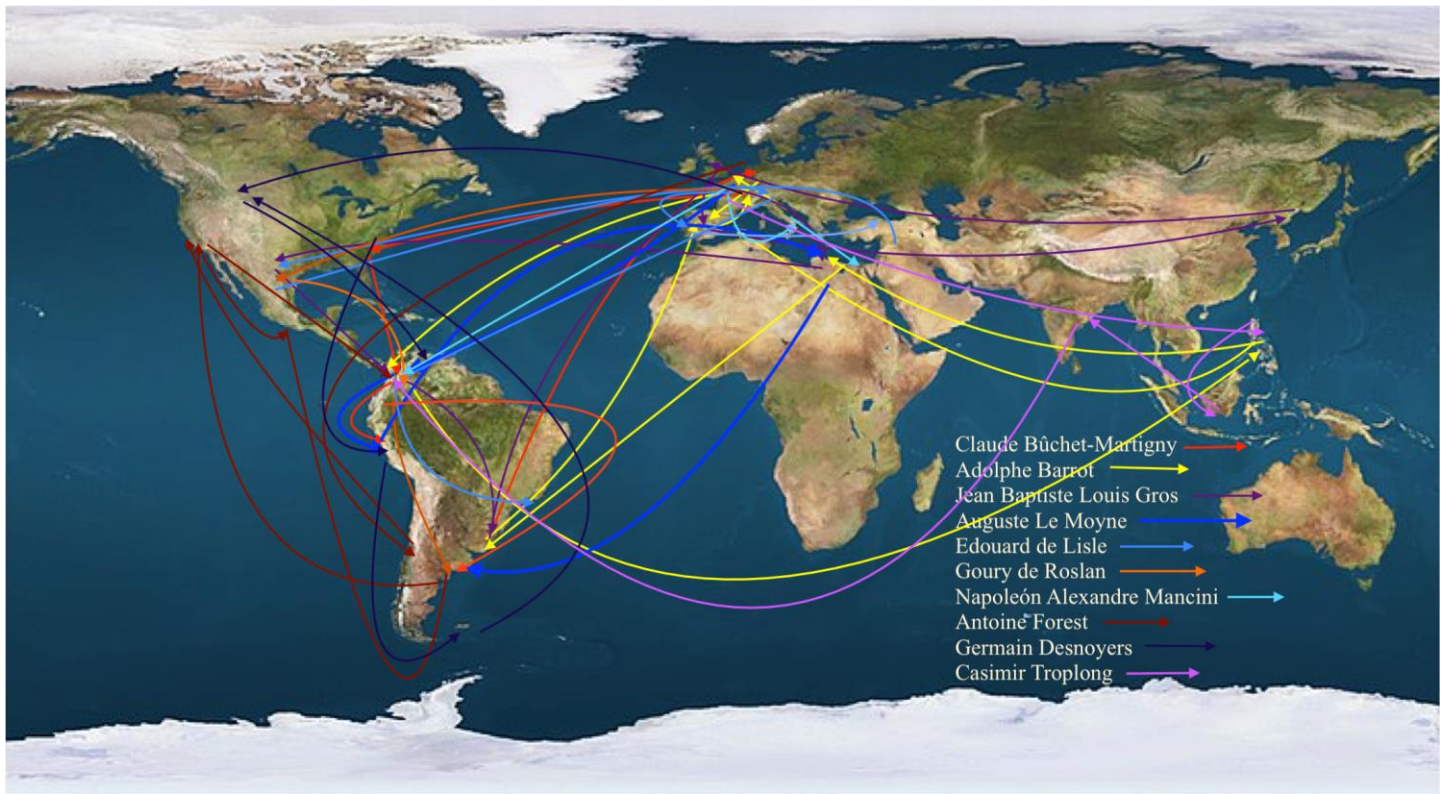 Claude Bûchet-Martigny
Adolphe Barrot
Jean Baptiste Louis Gros
Auguste Le Moyne
Edouard de Lisle
Goury de Roslan
Napoleón Alexandre Mancini
Antoine Forest
Germain Desnoyers
Casimir Troplong